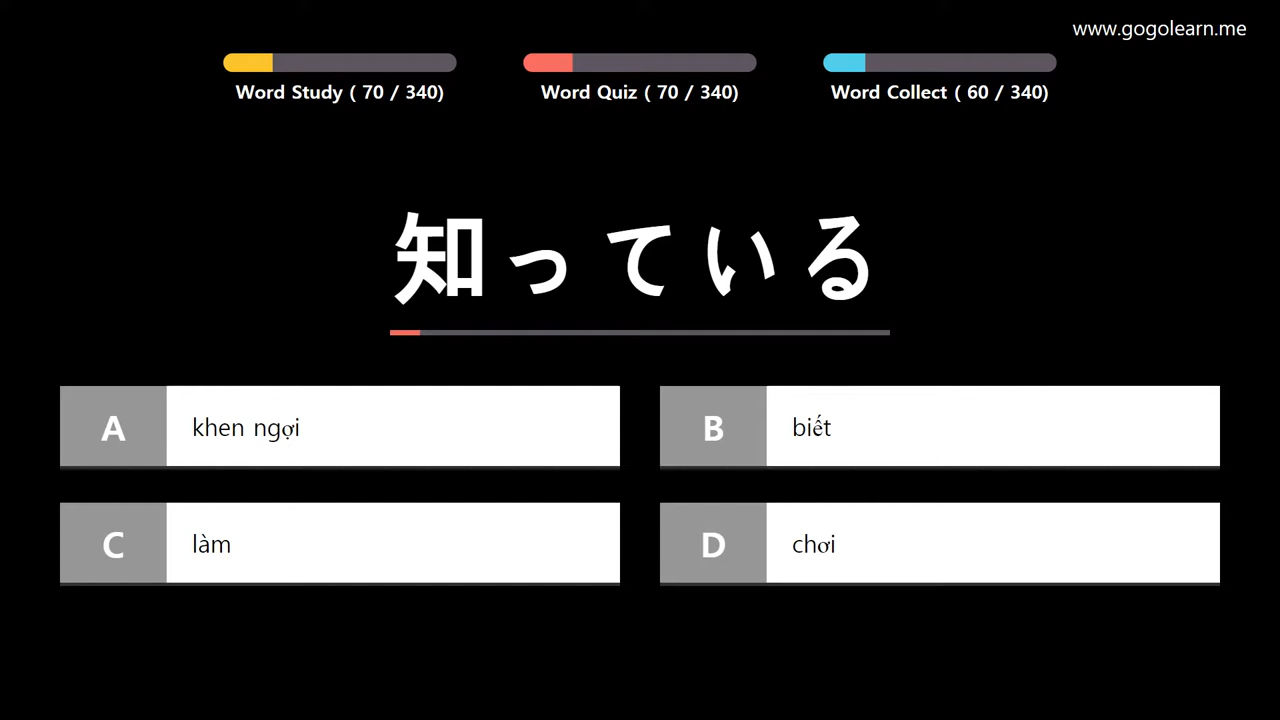 www.gogolearn.me
Word Study ( 70 / 340)
Word Quiz ( 70 / 340)
Word Collect ( 60 / 340)
知っている
A khen ngợi
B biết
C làm
D chơi